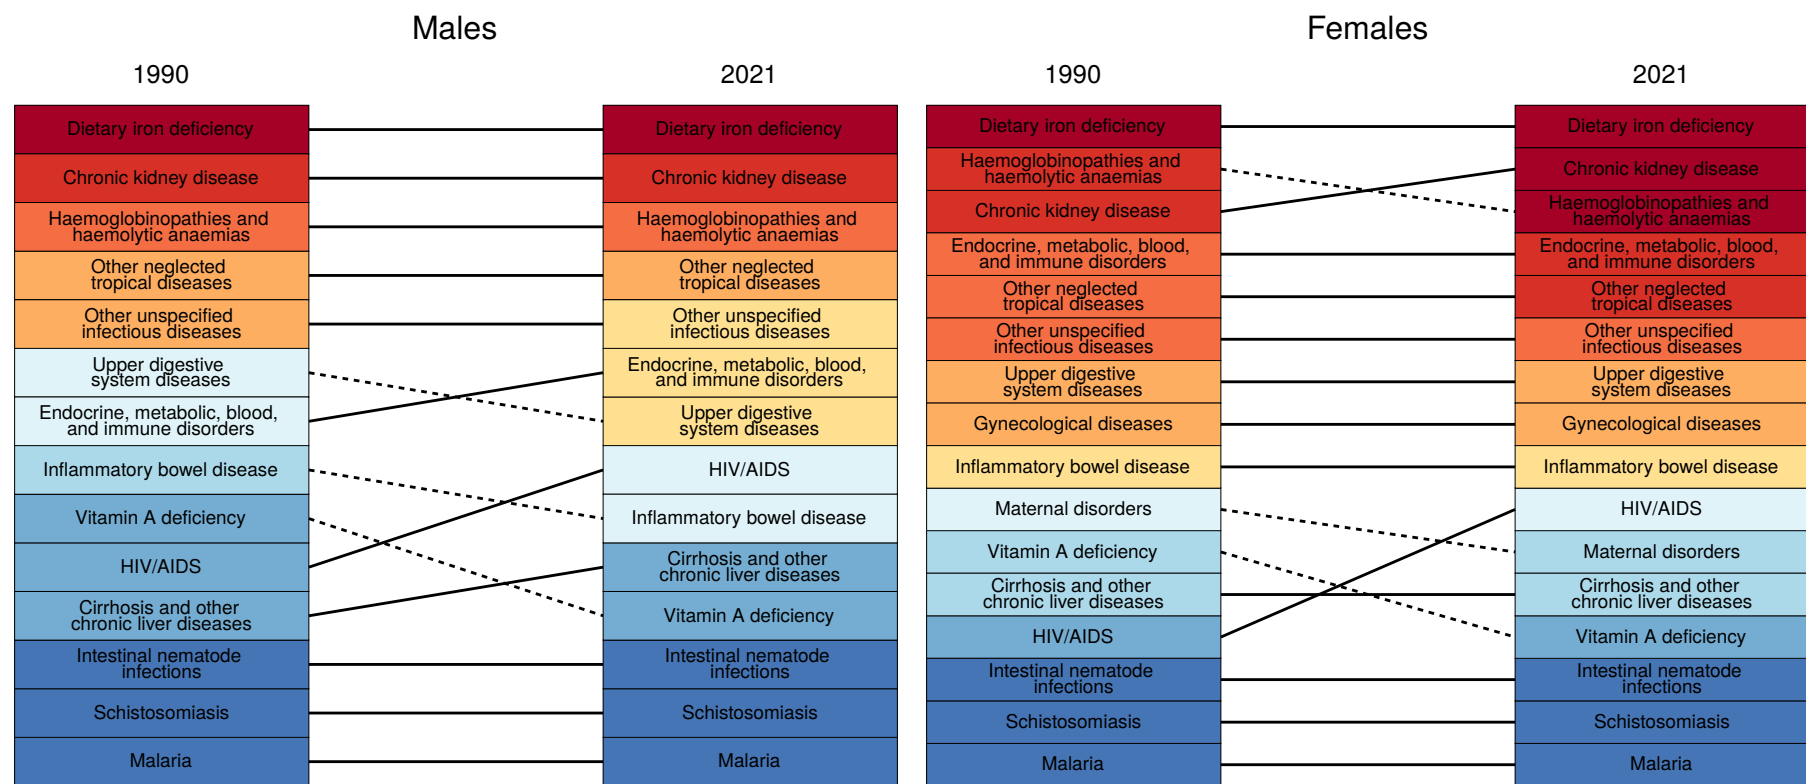 Males
1990
2021
Dietary iron deficiency
Chronic kidney disease
Haemoglobinopathies and
haemolytic anaemias
Other neglected
tropical diseases
Other unspecified
infectious diseases
Upper digestive
system diseases
Endocrine, metabolic, blood,
and immune disorders
Inflammatory bowel disease
Vitamin A deficiency
HIV/AIDS
Cirrhosis and other
chronic liver diseases
Intestinal nematode
infections
Schistosomiasis
Malaria
Dietary iron deficiency
Chronic kidney disease
Haemoglobinopathies and
haemolytic anaemias
Other neglected
tropical diseases
Other unspecified
infectious diseases
Endocrine, metabolic, blood,
and immune disorders
Upper digestive
system diseases
HIV/AIDS
Inflammatory bowel disease
Cirrhosis and other
chronic liver diseases
Vitamin A deficiency
Intestinal nematode
infections
Schistosomiasis
Malaria
Females
1990
2021
Dietary iron deficiency
Haemoglobinopathies and
haemolytic anaemias
Chronic kidney disease
Endocrine, metabolic, blood,
and immune disorders
Other neglected
tropical diseases
Other unspecified
infectious diseases
Upper digestive
system diseases
Gynecological diseases
Inflammatory bowel disease
Maternal disorders
Vitamin A deficiency
Cirrhosis and other
chronic liver diseases
HIV/AIDS
Intestinal nematode
infections
Schistosomiasis
Malaria
Dietary iron deficiency
Chronic kidney disease
Haemoglobinopathies and
haemolytic anaemias
Endocrine, metabolic, blood,
and immune disorders
Other neglected
tropical diseases
Other unspecified
infectious diseases
Upper digestive
system diseases
Gynecological diseases
Inflammatory bowel disease
HIV/AIDS
Maternal disorders
Cirrhosis and other
chronic liver diseases
Vitamin A deficiency
Intestinal nematode
infections
Schistosomiasis
Malaria